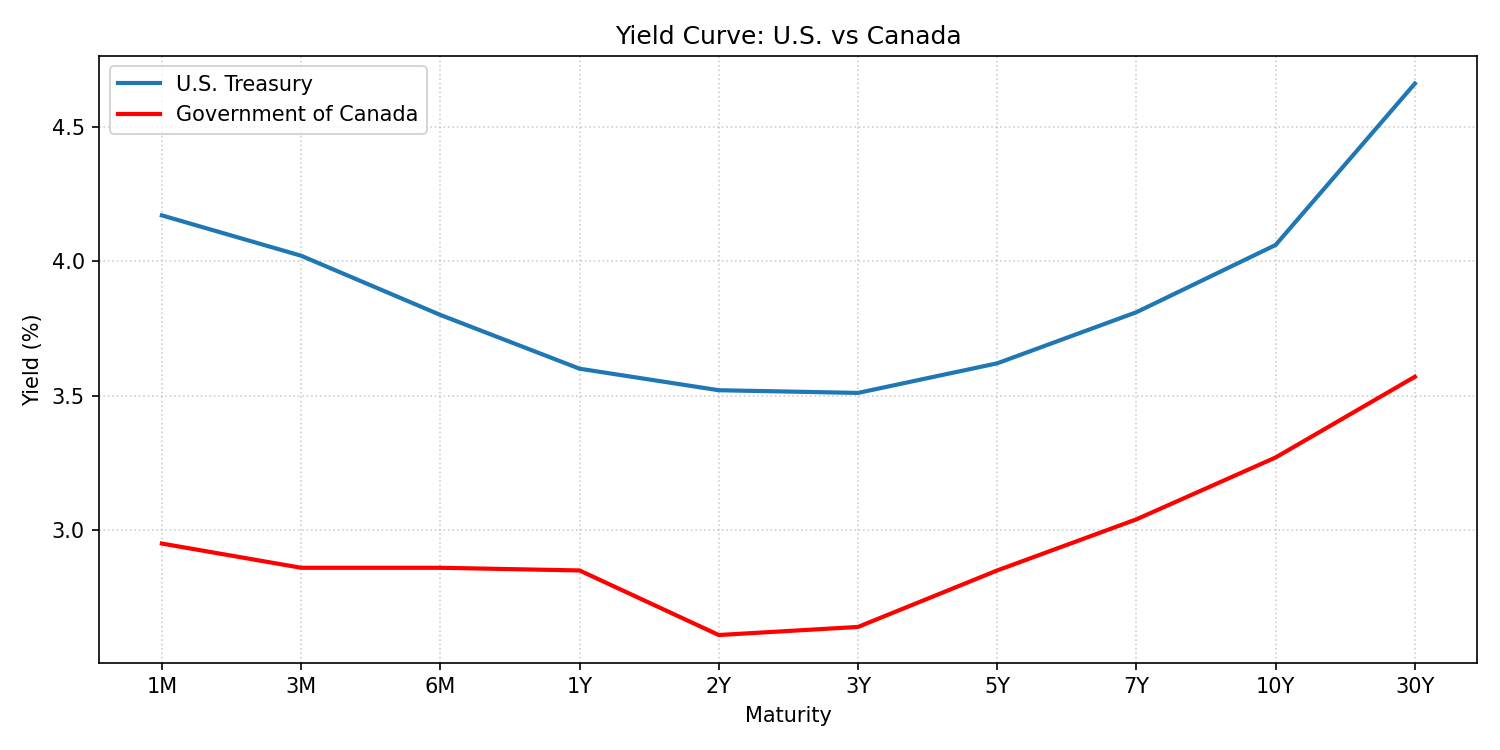 Yield Curve: U.S. vs Canada
U.S. Treasury
Government of Canada
Yield (%)
4.5
4.0
3.5
3.0
1M 3M 6M 1Y 2Y 3Y 5Y 7Y 10Y 30Y
Maturity